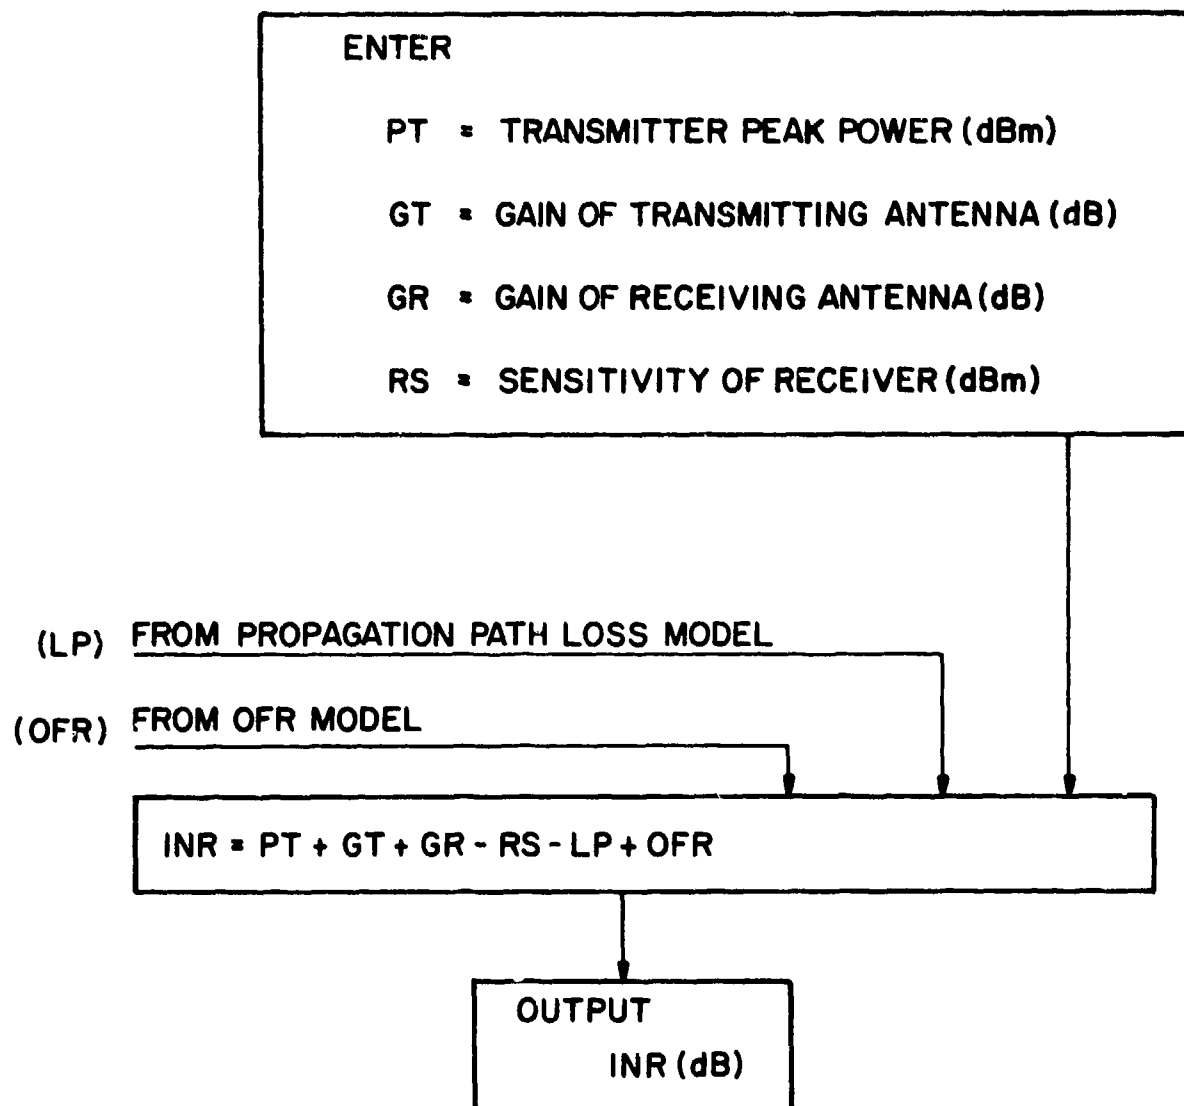 ENTER
PT = TRANSMITTER PEAK POWER (dBm)
GT = GAIN OF TRANSMITTING ANTENNA (dB)
GR = GAIN OF RECEIVING ANTENNA (dB)
RS = SENSITIVITY OF RECEIVER (dBm)
(LP) FROM PROPAGATION PATH LOSS MODEL
(OFR) FROM OFR MODEL
INR = PT + GT + GR - RS - LP + OFR
OUTPUT
INR (dB)